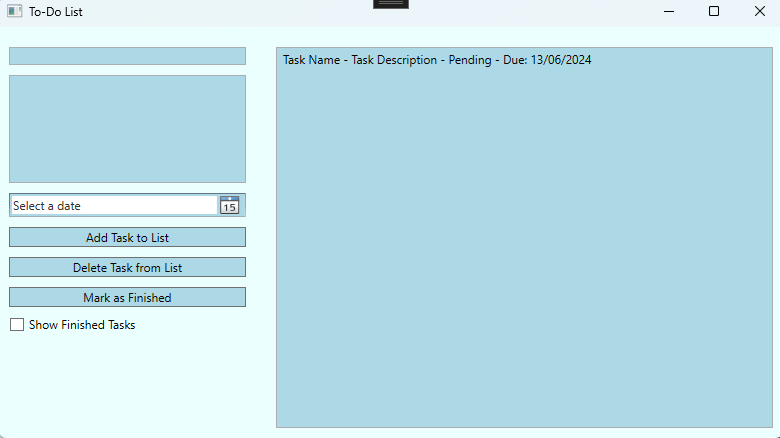 To-Do List
Task Name - Task Description - Pending - Due: 13/06/2024
Select a date
15
Add Task to List
Delete Task from List
Mark as Finished
Show Finished Tasks